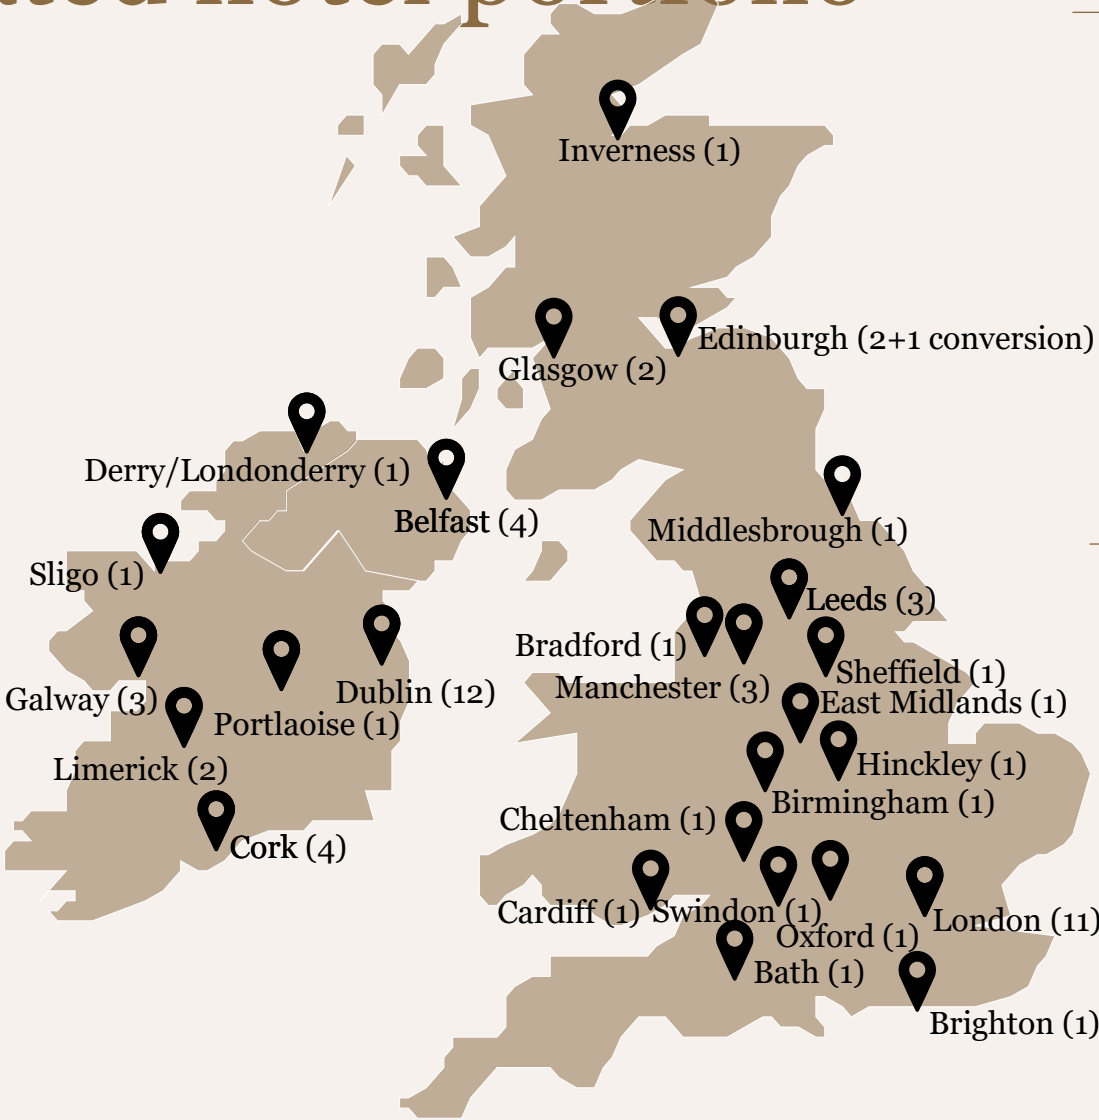 hotel portfolio
Inverness (1)
Edinburgh (2+1 conversion)
Glasgow (2)
Derry/Londonderry (1)
Belfast (4)
Middlesbrough (1)
Sligo (1)
Leeds (3)
Bradford (1)
Sheffield (1)
Manchester (3)
Dublin (12)
Galway (3)
East Midlands (1)
Portlaoise (1)
Hinckley (1)
Limerick (2)
Birmingham (1)
Cheltenham (1)
Cork (4)
Cardiff (1)
Swindon (1)
London (11)
Oxford (1)
Bath (1)
Brighton (1)